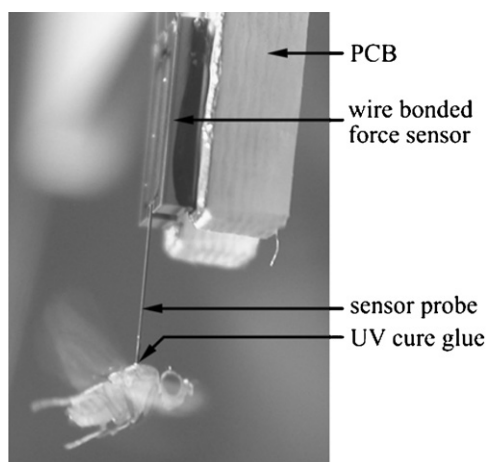 PCB
wire bonded
force sensor
sensor probe
UV cure glue